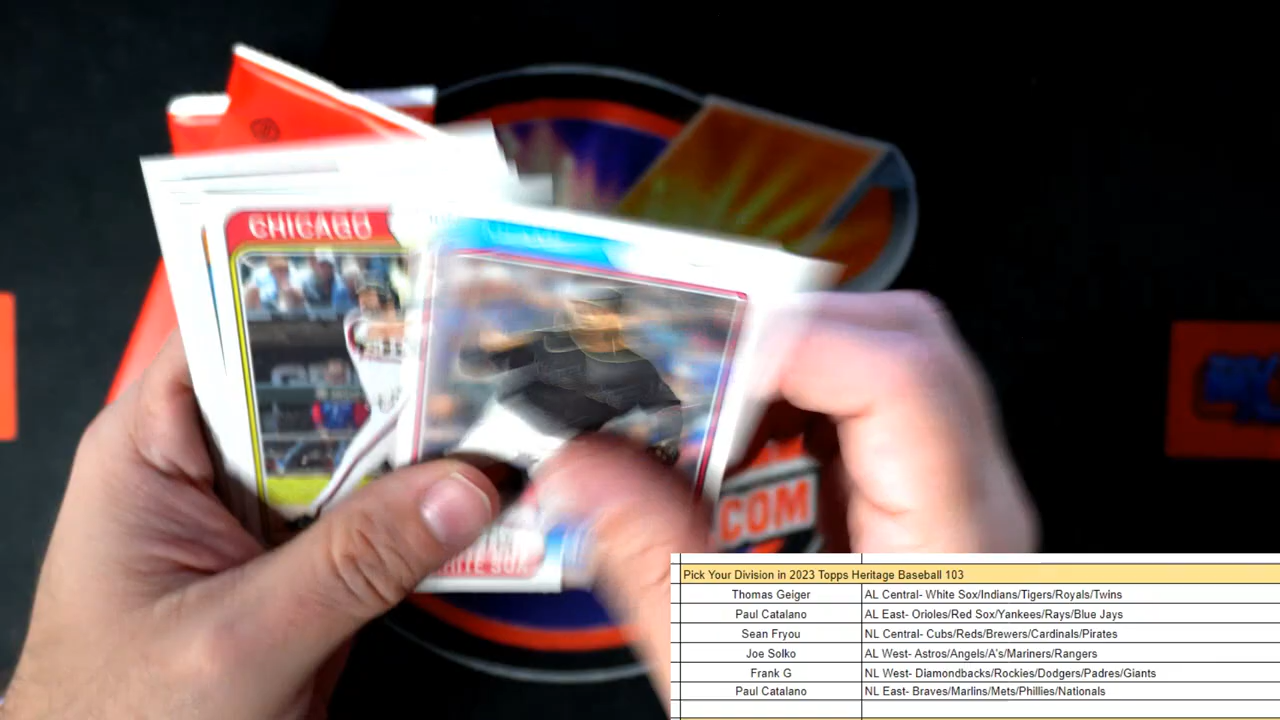 CHICAGO
WHITE SOX
COM
Pick Your Division in 2023 Topps Heritage Baseball 103
Thomas Geiger AL Central- White Sox/Indians/Tigers/Royals/Twins
Paul Catalano AL East- Orioles/Red Sox/Yankees/Rays/Blue Jays
Sean Fryou NL Central- Cubs/Reds/Brewers/Cardinals/Pirates
Joe Solko AL West- Astros/Angels/A's/Mariners/Rangers
Frank G NL West- Diamondbacks/Rockies/Dodgers/Padres/Giants
Paul Catalano NL East- Braves/Marlins/Mets/Phillies/Nationals